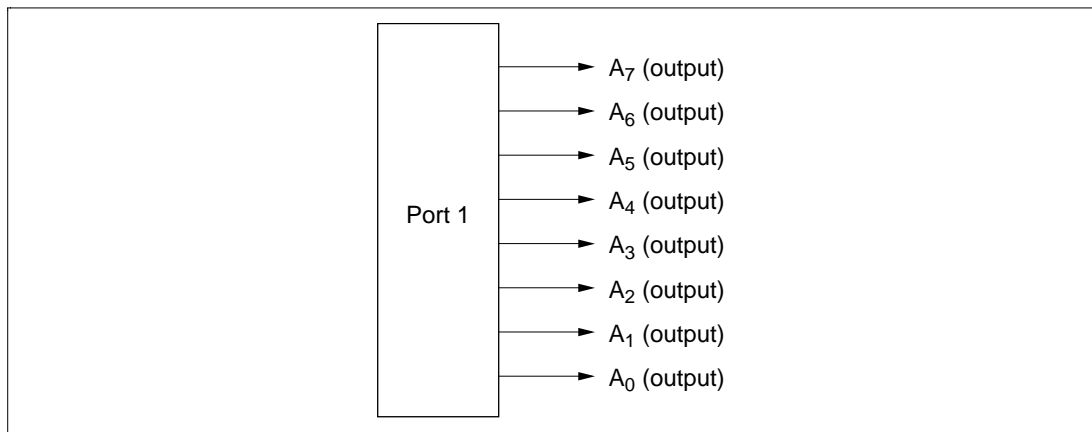 A₇ (output)
A₆ (output)
A₅ (output)
A₄ (output)
Port 1
A₃ (output)
A₂ (output)
A₁ (output)
A₀ (output)